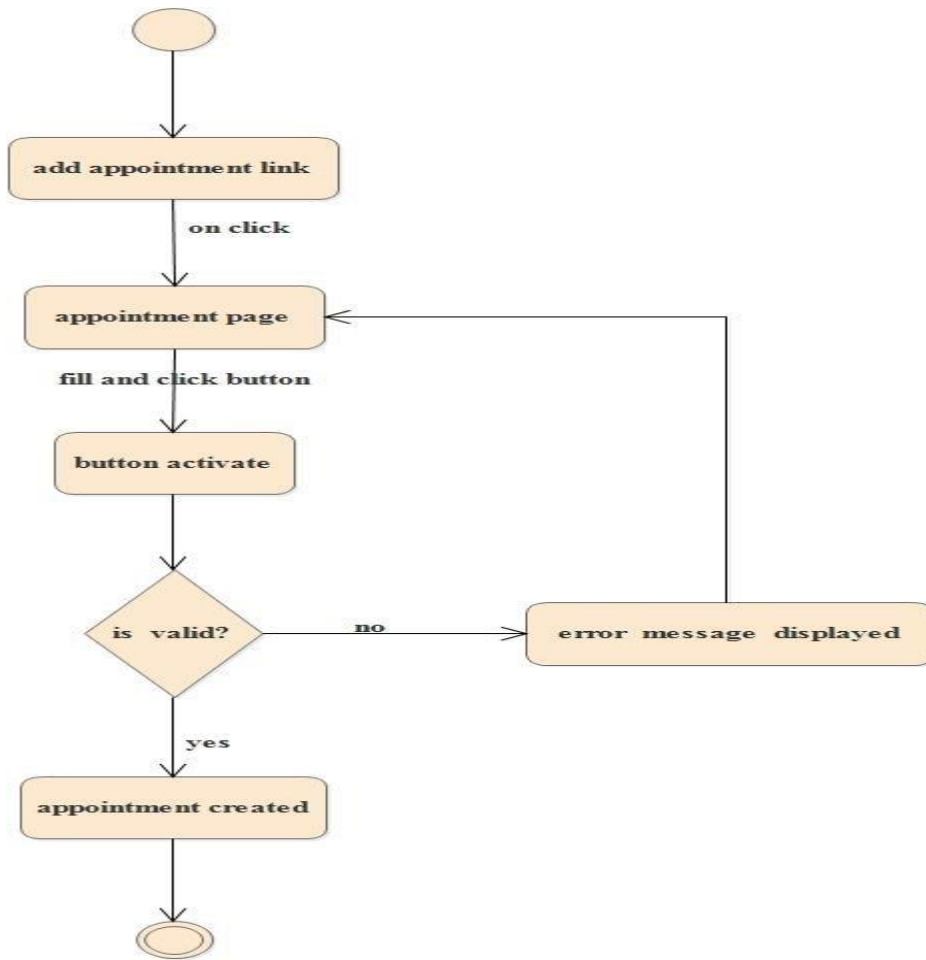 add appointment link
on click
appointment page
fill and click button
button activate
is valid?
no
error message displayed
yes
appointment created